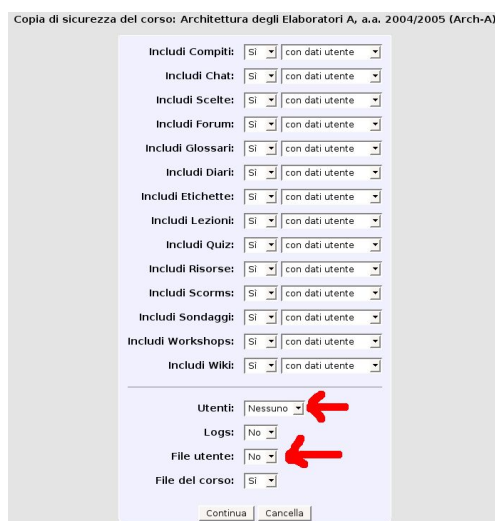 Copia di sicurezza del corso: Architettura degli Elaboratori A, a.a. 2004/2005 (Arch-A)
Includi Compiti: Sì con dati utente
Includi Chat: Sì con dati utente
Includi Scelte: Sì con dati utente
Includi Forum: Sì con dati utente
Includi Glossari: Sì con dati utente
Includi Diari: Sì con dati utente
Includi Etichette: Sì con dati utente
Includi Lezioni: Sì con dati utente
Includi Quiz: Sì con dati utente
Includi Risorse: Sì con dati utente
Includi Scorms: Sì con dati utente
Includi Sondaggi: Sì con dati utente
Includi Workshops: Sì con dati utente
Includi Wiki: Sì con dati utente
Utenti: Nessuno
Logs: No
File utente: No
File del corso: Sì
Continua Cancella